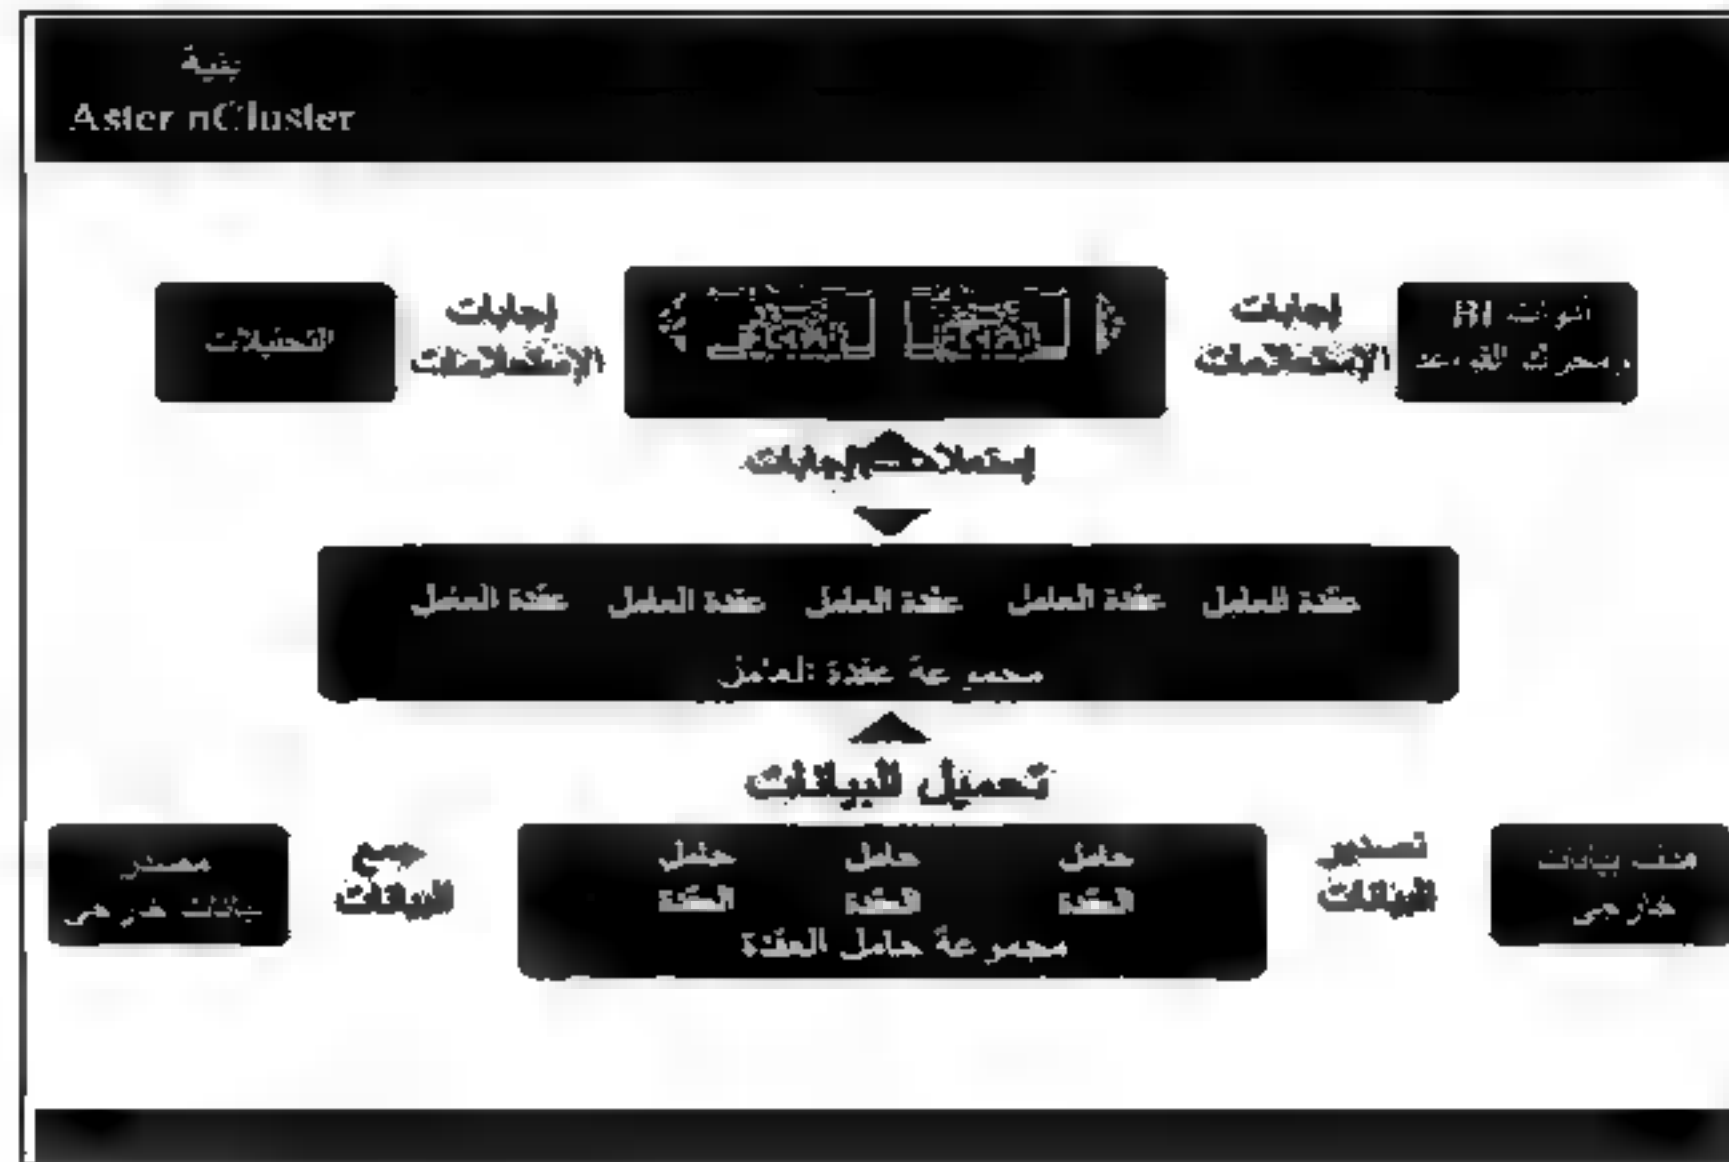 بنية
Aster nCluster
أدوات BI
ومحرك القواعد
إجابات
الإستعلامات
إجابات
الإستعلامات
التحليلات
إستعلامات
إجابات
عقدة العامل
عقدة العامل
عقدة العامل
عقدة العامل
عقدة العامل
مجموعة عقدة العامل
تحميل البيانات
هدف بيانات
خارجي
تصدير
البيانات
حامل
العقدة
حامل
العقدة
حامل
العقدة
مجموعة حامل العقدة
جمع
البيانات
مصدر
بيانات خارجي